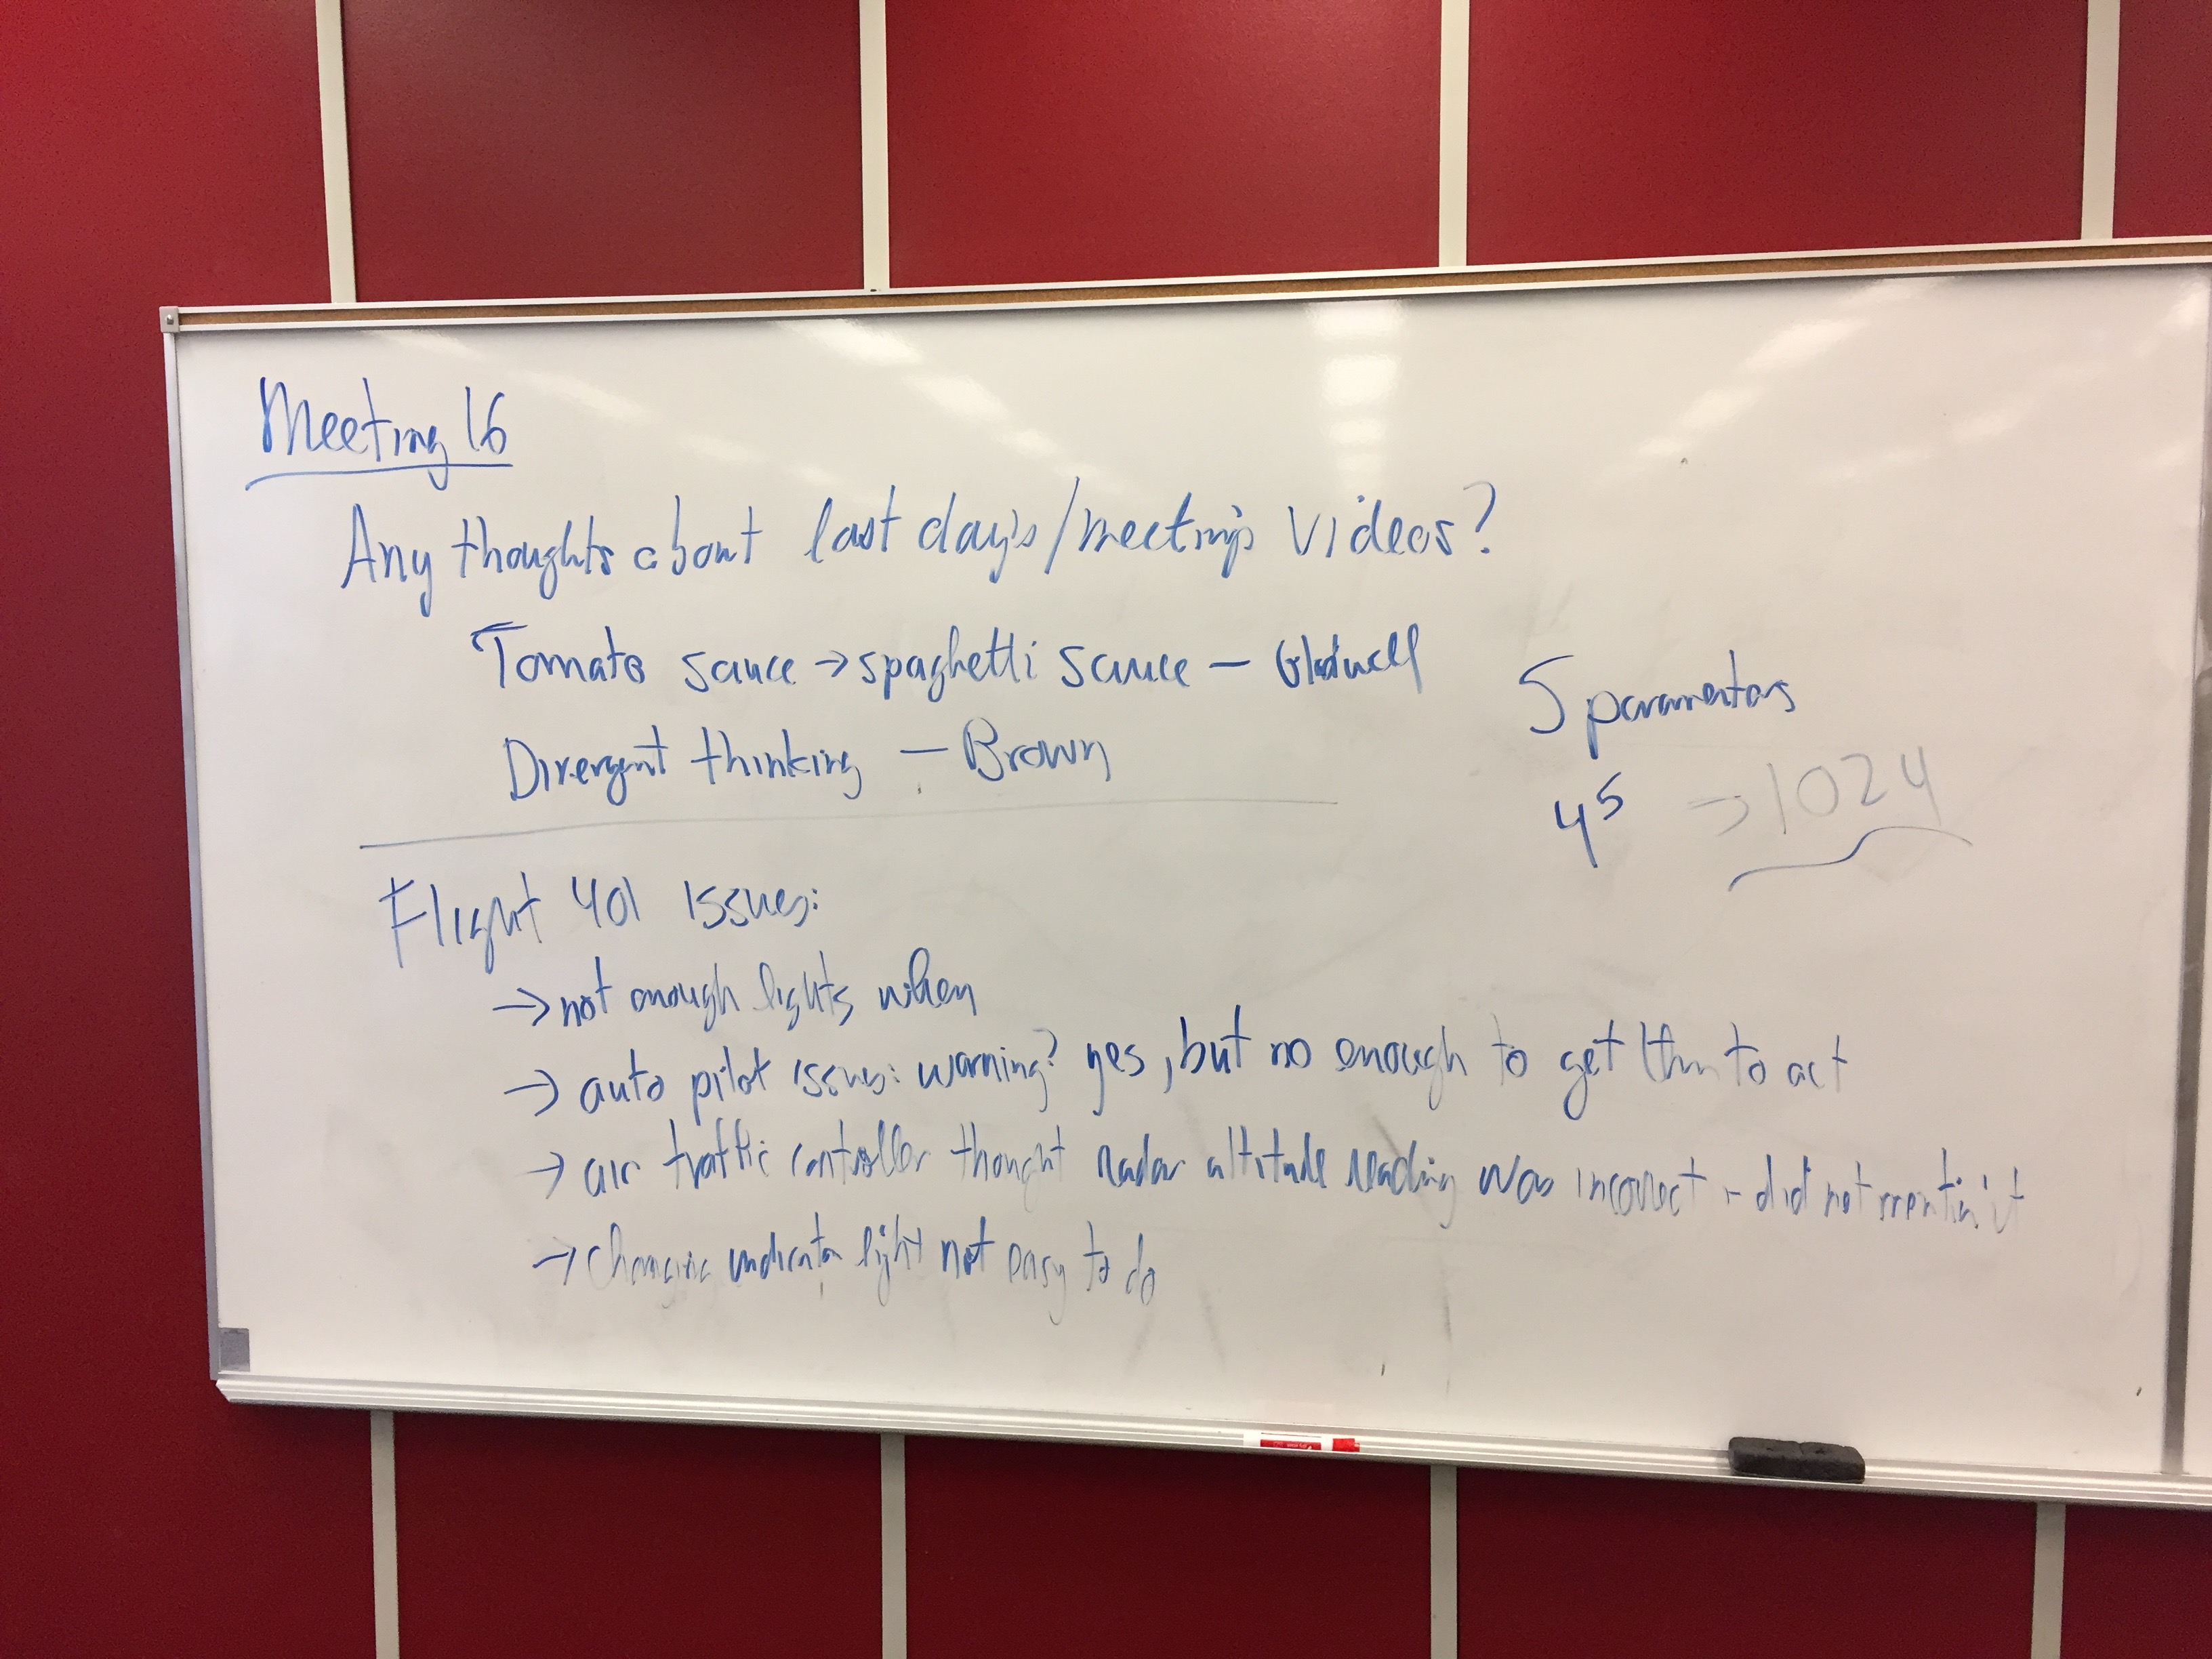 Meeting 16
Any thoughts about last day's/meeting's videos?
Tomato sauce → spaghetti sauce – Gladwell
Divergent thinking – Brown
5 parameters
4⁵ → 1024
Flight 401 issues:
→ not enough lights when
→ auto pilot issues: warning? yes, but no enough to get them to act
→ air traffic controller thought radar altitude reading was incorrect - did not mention it
→ changing indicator light not easy to do